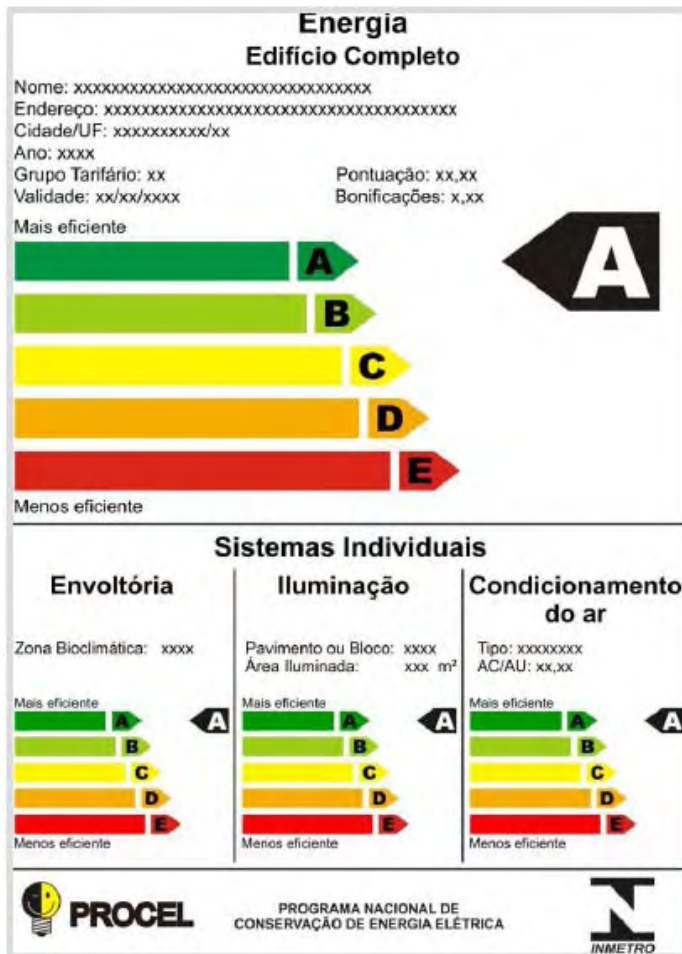 Energia
Edifício Completo
Nome: xxxxxxxxxxxxxxxxxxxxxxxxxxxxxxxx
Endereço: xxxxxxxxxxxxxxxxxxxxxxxxxxxxxxxxxxxxxx
Cidade/UF: xxxxxxxxxx/xx
Ano: xxxx
Grupo Tarifário: xx Pontuação: xx,xx
Validade: xx/xx/xxxx Bonificações: x,xx
Mais eficiente
A A
B
C
D
E
Menos eficiente
Sistemas Individuais
Envoltória
Zona Bioclimática: xxxx
Mais eficiente
A A
B
C
D
E
Menos eficiente
Iluminação
Pavimento ou Bloco: xxxx
Área Iluminada: xxx m²
Mais eficiente
A A
B
C
D
E
Menos eficiente
Condicionamento
do ar
Tipo: xxxxxxxx
AC/AU: xx,xx
Mais eficiente
A A
B
C
D
E
Menos eficiente
PROCEL
PROGRAMA NACIONAL DE
CONSERVAÇÃO DE ENERGIA ELÉTRICA
INMETRO